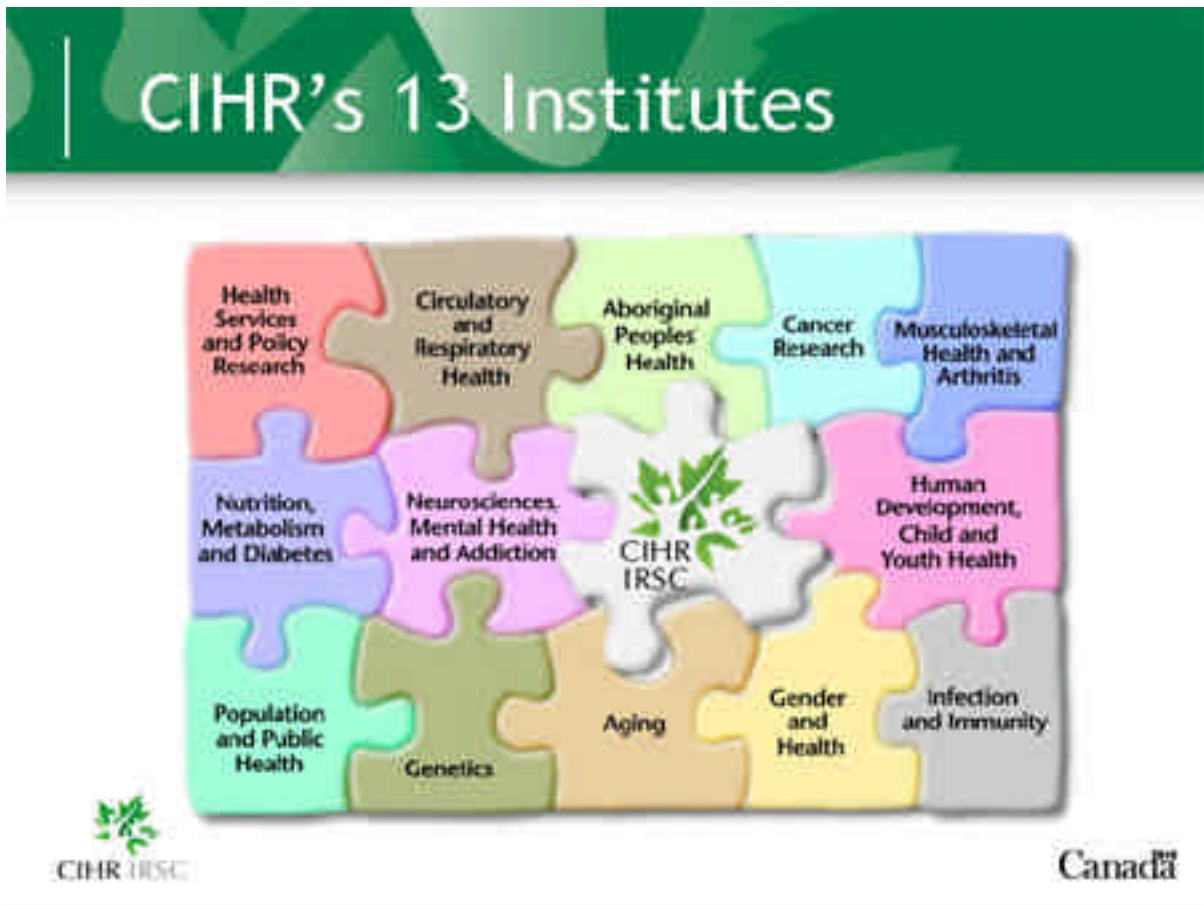 CIHR's 13 Institutes
Health
Services
and Policy
Research
Circulatory
and
Respiratory
Health
Aboriginal
Peoples
Health
Cancer
Research
Musculoskeletal
Health and
Arthritis
Nutrition,
Metabolism
and Diabetes
Neurosciences,
Mental Health
and Addiction
CIHR
IRSC
Human
Development,
Child and
Youth Health
Population
and Public
Health
Genetics
Aging
Gender
and
Health
Infection
and Immunity
CIHR IRSC
Canada